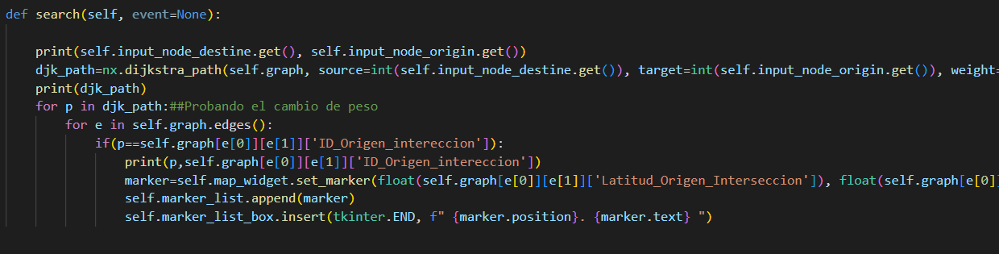 def search(self, event=None):
print(self.input_node_destine.get(), self.input_node_origin.get())
djk_path=nx.dijkstra_path(self.graph, source=int(self.input_node_destine.get()), target=int(self.input_node_origin.get()), weight=
print(djk_path)
for p in djk_path:##Probando el cambio de peso
for e in self.graph.edges():
if(p==self.graph[e[0]][e[1]]['ID_Origen_intereccion']):
print(p,self.graph[e[0]][e[1]]['ID_Origen_intereccion'])
marker=self.map_widget.set_marker(float(self.graph[e[0]][e[1]]['Latitud_Origen_Interseccion']), float(self.graph[e[0]
self.marker_list.append(marker)
self.marker_list_box.insert(tkinter.END, f" {marker.position}. {marker.text} ")